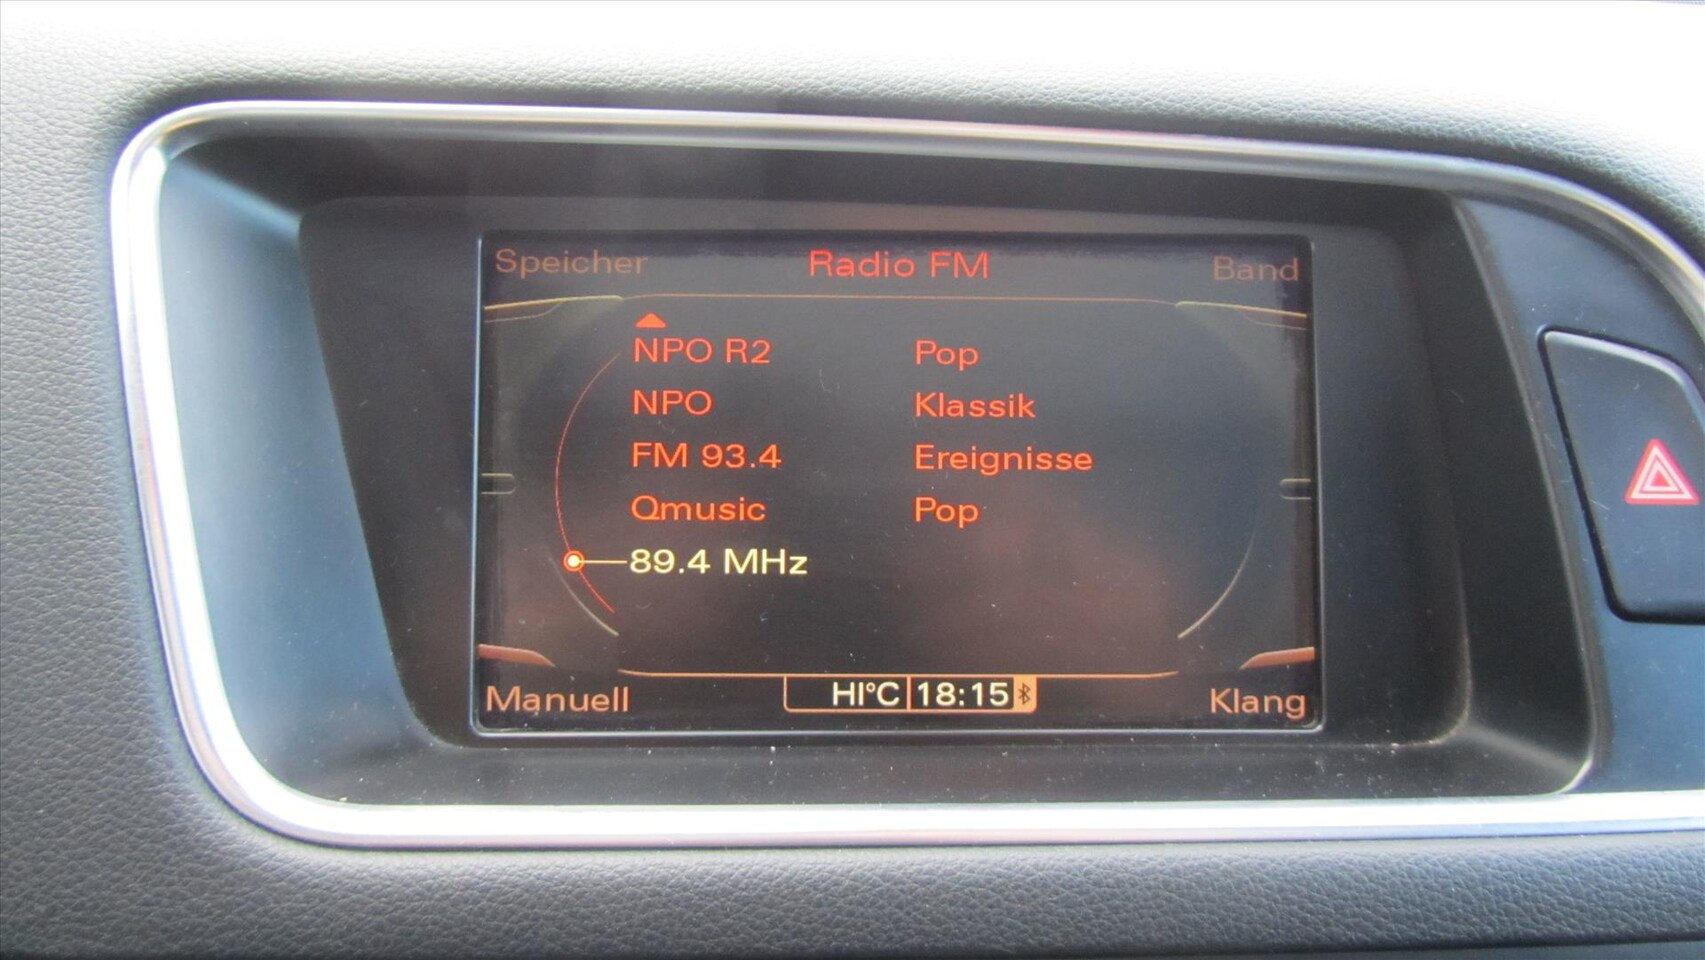 Speicher Radio FM Band
NPO R2 Pop
NPO Klassik
FM 93.4 Ereignisse
Qmusic Pop
89.4 MHz
Manuell HI°C 18:15 Klang